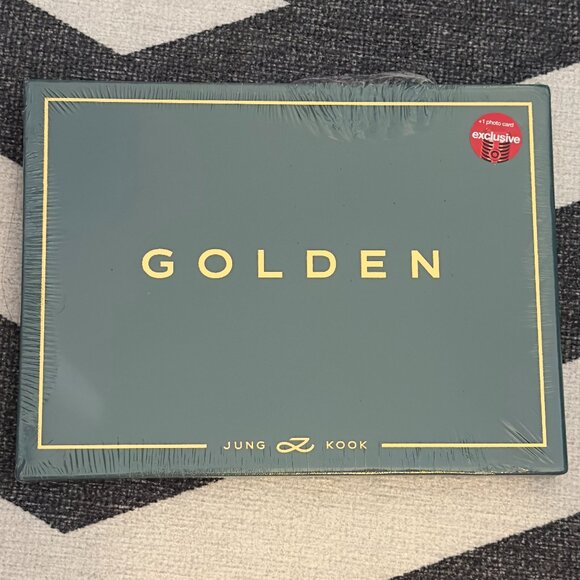 +1 photo card
exclusive
GOLDEN
JUNG KOOK